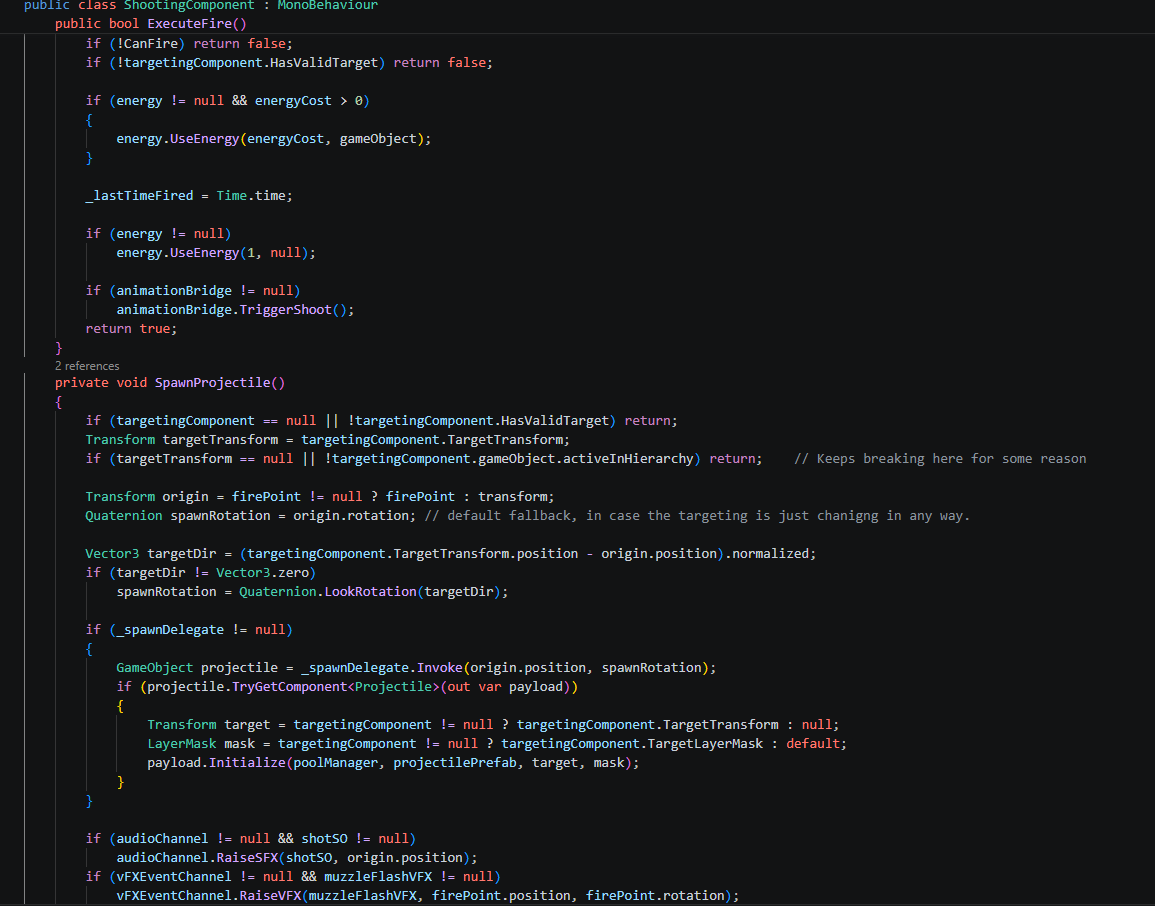 public class ShootingComponent : MonoBehaviour
public bool ExecuteFire()
if (!CanFire) return false;
if (!targetingComponent.HasValidTarget) return false;
if (energy != null && energyCost > 0)
{
energy.UseEnergy(energyCost, gameObject);
}
_lastTimeFired = Time.time;
if (energy != null)
energy.UseEnergy(1, null);
if (animationBridge != null)
animationBridge.TriggerShoot();
return true;
}
2 references
private void SpawnProjectile()
{
if (targetingComponent == null || !targetingComponent.HasValidTarget) return;
Transform targetTransform = targetingComponent.TargetTransform;
if (targetTransform == null || !targetingComponent.gameObject.activeInHierarchy) return;    // Keeps breaking here for some reason
Transform origin = firePoint != null ? firePoint : transform;
Quaternion spawnRotation = origin.rotation; // default fallback, in case the targeting is just chanigng in any way.
Vector3 targetDir = (targetingComponent.TargetTransform.position - origin.position).normalized;
if (targetDir != Vector3.zero)
spawnRotation = Quaternion.LookRotation(targetDir);
if (_spawnDelegate != null)
{
GameObject projectile = _spawnDelegate.Invoke(origin.position, spawnRotation);
if (projectile.TryGetComponent<Projectile>(out var payload))
{
Transform target = targetingComponent != null ? targetingComponent.TargetTransform : null;
LayerMask mask = targetingComponent != null ? targetingComponent.TargetLayerMask : default;
payload.Initialize(poolManager, projectilePrefab, target, mask);
}
}
if (audioChannel != null && shotSO != null)
audioChannel.RaiseSFX(shotSO, origin.position);
if (vFXEventChannel != null && muzzleFlashVFX != null)
vFXEventChannel.RaiseVFX(muzzleFlashVFX, firePoint.position, firePoint.rotation);